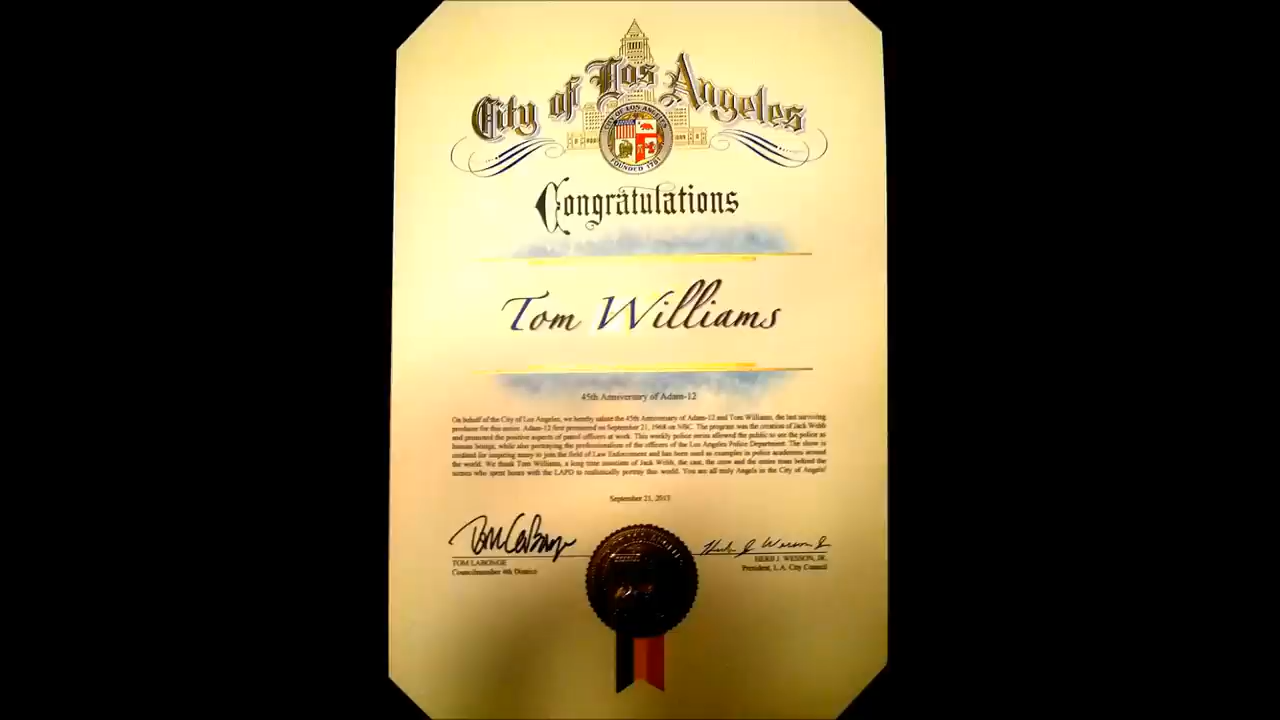 City of Los Angeles
CITY OF LOS ANGELES
FOUNDED 1781
Congratulations
Tom Williams
45th Anniversary of Adam-12
On behalf of the City of Los Angeles, we hereby salute the 45th Anniversary of Adam-12 and Tom Williams, the last surviving
producer for this series. Adam-12 first premiered on September 21, 1968 on NBC. The program was the creation of Jack Webb
and promoted the positive aspects of patrol officers at work. This weekly police series allowed the public to see the police as
human beings, while also portraying the professionalism of the officers of the Los Angeles Police Department. The show is
credited for inspiring many to join the field of Law Enforcement and has been used as examples in police academies around
the world. We thank Tom Williams, a long time associate of Jack Webb, the cast, the crew and the entire team behind the
scenes who spent hours with the LAPD to realistically portray this world. You are all truly Angels in the City of Angels!
September 21, 2013
Tom LaBonge
Herb J Wesson Jr
TOM LABONGE
Councilmember 4th District
HERB J. WESSON, JR.
President, L.A. City Council